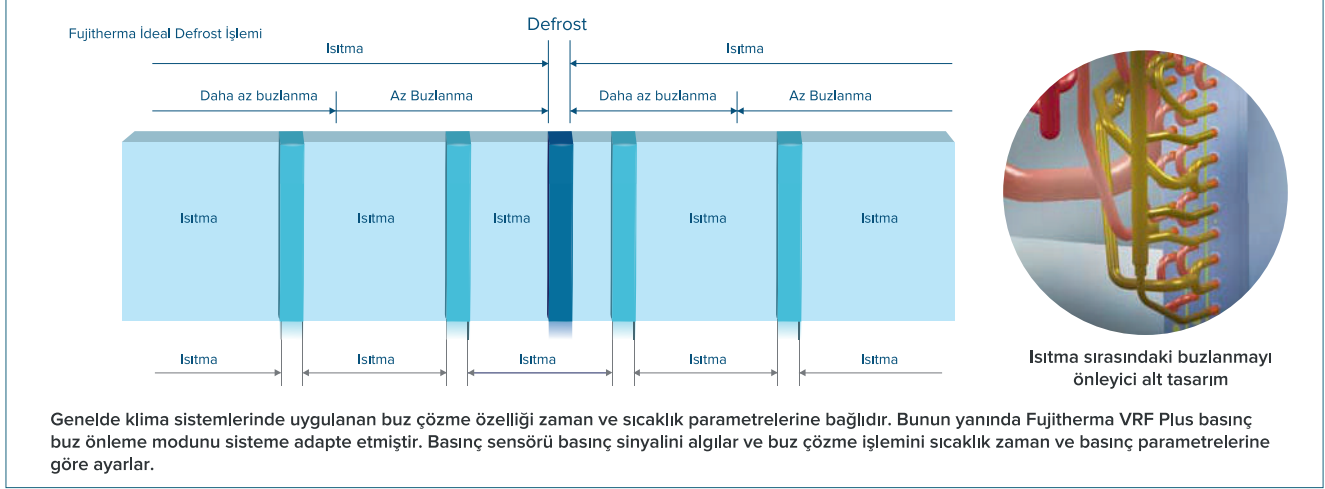 Defrost
Fujitherma İdeal Defrost İşlemi
Isıtma
Isıtma
Daha az buzlanma
Az Buzlanma
Daha az buzlanma
Az Buzlanma
Isıtma
Isıtma
Isıtma
Isıtma
Isıtma
Isıtma
Isıtma
Isıtma
Isıtma
Isıtma
Isıtma sırasındaki buzlanmayı
önleyici alt tasarım
Genelde klima sistemlerinde uygulanan buz çözme özelliği zaman ve sıcaklık parametrelerine bağlıdır. Bunun yanında Fujitherma VRF Plus basınç
buz önleme modunu sisteme adapte etmiştir. Basınç sensörü basınç sinyalini algılar ve buz çözme işlemini sıcaklık zaman ve basınç parametrelerine
göre ayarlar.